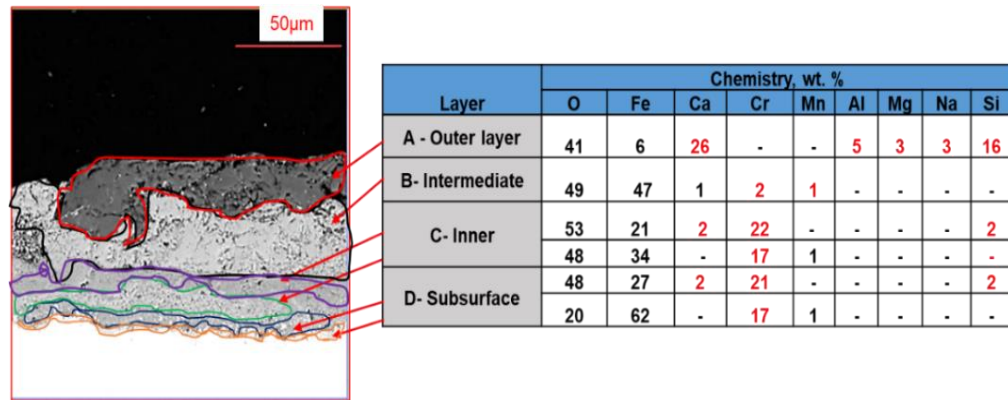 50µm
Chemistry, wt. %
Layer O Fe Ca Cr Mn Al Mg Na Si
A - Outer layer 41 6 26 - - 5 3 3 16
B- Intermediate 49 47 1 2 1 - - - -
C- Inner 53 21 2 22 - - - - 2
48 34 - 17 1 - - - -
D- Subsurface 48 27 2 21 - - - - 2
20 62 - 17 1 - - - -